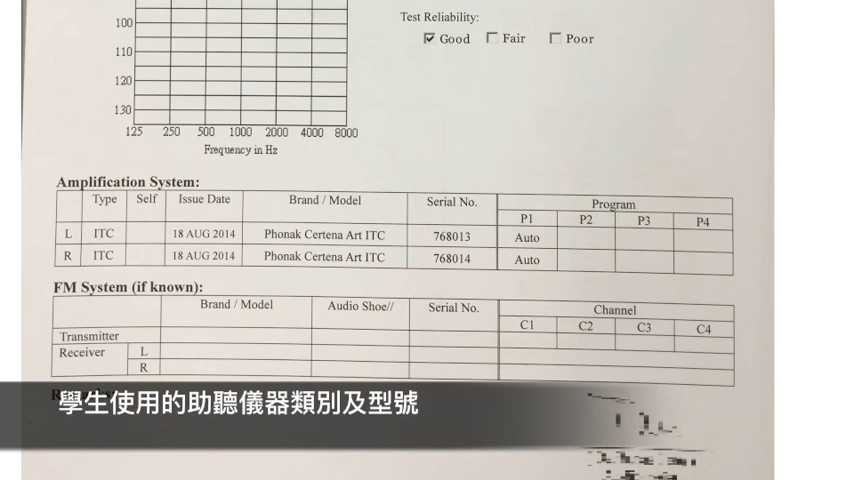 100
110
120
130
125 250 500 1000 2000 4000 8000
Frequency in Hz
Test Reliability:
Good Fair Poor
Amplification System:
Type Self Issue Date Brand / Model Serial No. Program
P1 P2 P3 P4
L ITC 18 AUG 2014 Phonak Certena Art ITC 768013 Auto
R ITC 18 AUG 2014 Phonak Certena Art ITC 768014 Auto
FM System (if known):
Brand / Model Audio Shoe// Serial No. Channel
C1 C2 C3 C4
Transmitter
Receiver L
R
學生使用的助聽儀器類別及型號